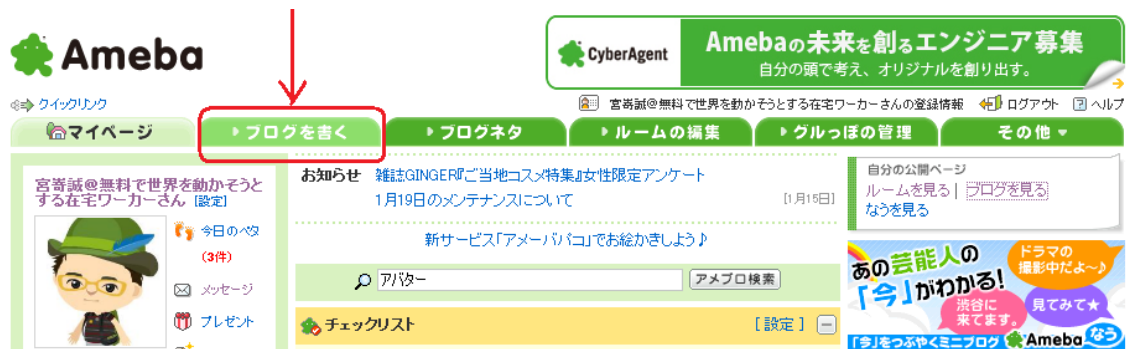 Ameba
CyberAgent
Amebaの未来を創るエンジニア募集
自分の頭で考え、オリジナルを創り出す。
クイックリンク
宮嵜誠@無料で世界を動かそうとする在宅ワーカーさんの登録情報
ログアウト
ヘルプ
マイページ
ブログを書く
ブログネタ
ルームの編集
グルっぽの管理
その他
宮嵜誠@無料で世界を動かそうと
する在宅ワーカーさん [設定]
今日のペタ
(3件)
メッセージ
プレゼント
お知らせ 雑誌GINGER『ご当地コスメ特集』女性限定アンケート
1月19日のメンテナンスについて [1月15日]
新サービス「アメーバピコ」でお絵かきしよう♪
アバター
アメブロ検索
チェックリスト [設定]
自分の公開ページ
ルームを見る | ブログを見る
なうを見る
あの芸能人の
「今」がわかる!
ドラマの
撮影中だよ~♪
渋谷に
来てます。
見てみて★
「今」をつぶやくミニブログ Amebaなう